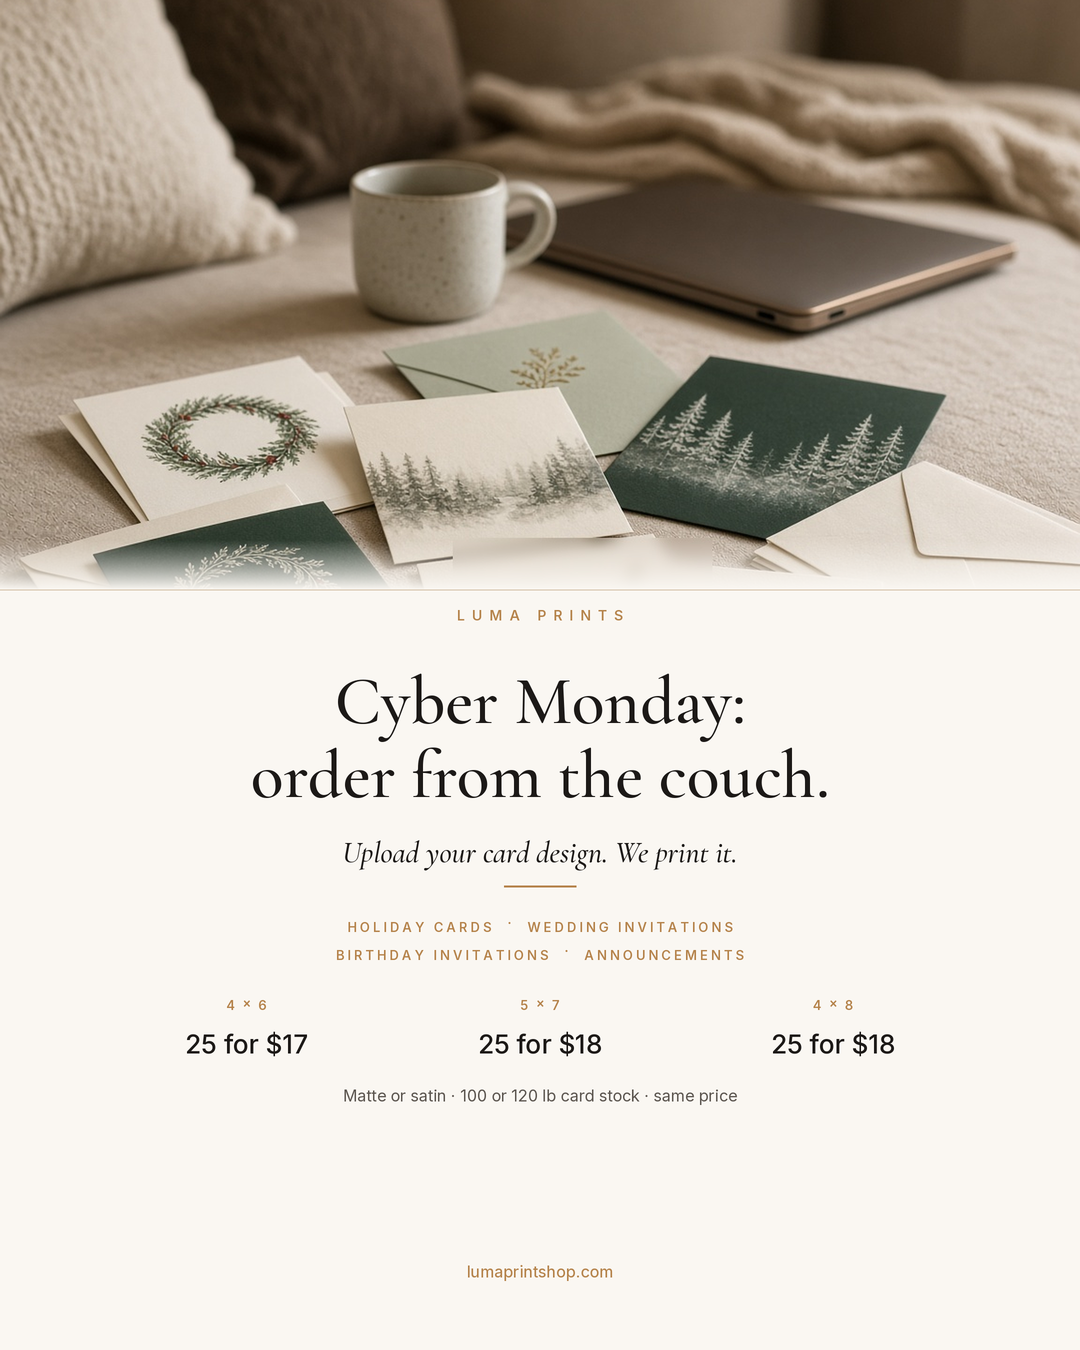 LUMA PRINTS
Cyber Monday:
order from the couch.
Upload your card design. We print it.
HOLIDAY CARDS · WEDDING INVITATIONS
BIRTHDAY INVITATIONS · ANNOUNCEMENTS
4 × 6
25 for $17
5 × 7
25 for $18
4 × 8
25 for $18
Matte or satin · 100 or 120 lb card stock · same price
lumaprintshop.com